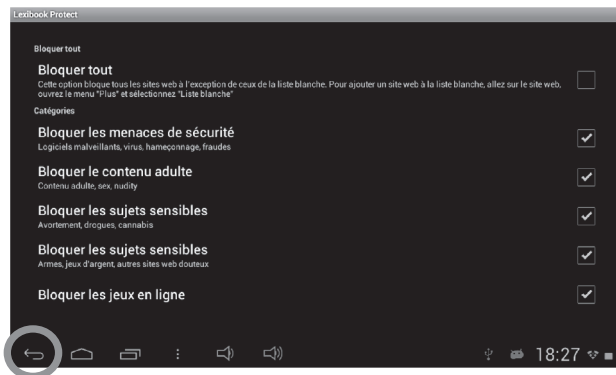 Lexibook Protect
Bloquer tout
Bloquer tout
Cette option bloque tous les sites web à l'exception de ceux de la liste blanche. Pour ajouter un site web à la liste blanche, allez sur le site web,
ouvrez le menu "Plus" et sélectionnez "Liste blanche"
Catégories
Bloquer les menaces de sécurité
Logiciels malveillants, virus, hameçonnage, fraudes
Bloquer le contenu adulte
Contenu adulte, sex, nudity
Bloquer les sujets sensibles
Avortement, drogues, cannabis
Bloquer les sujets sensibles
Armes, jeux d'argent, autres sites web douteux
Bloquer les jeux en ligne
18:27